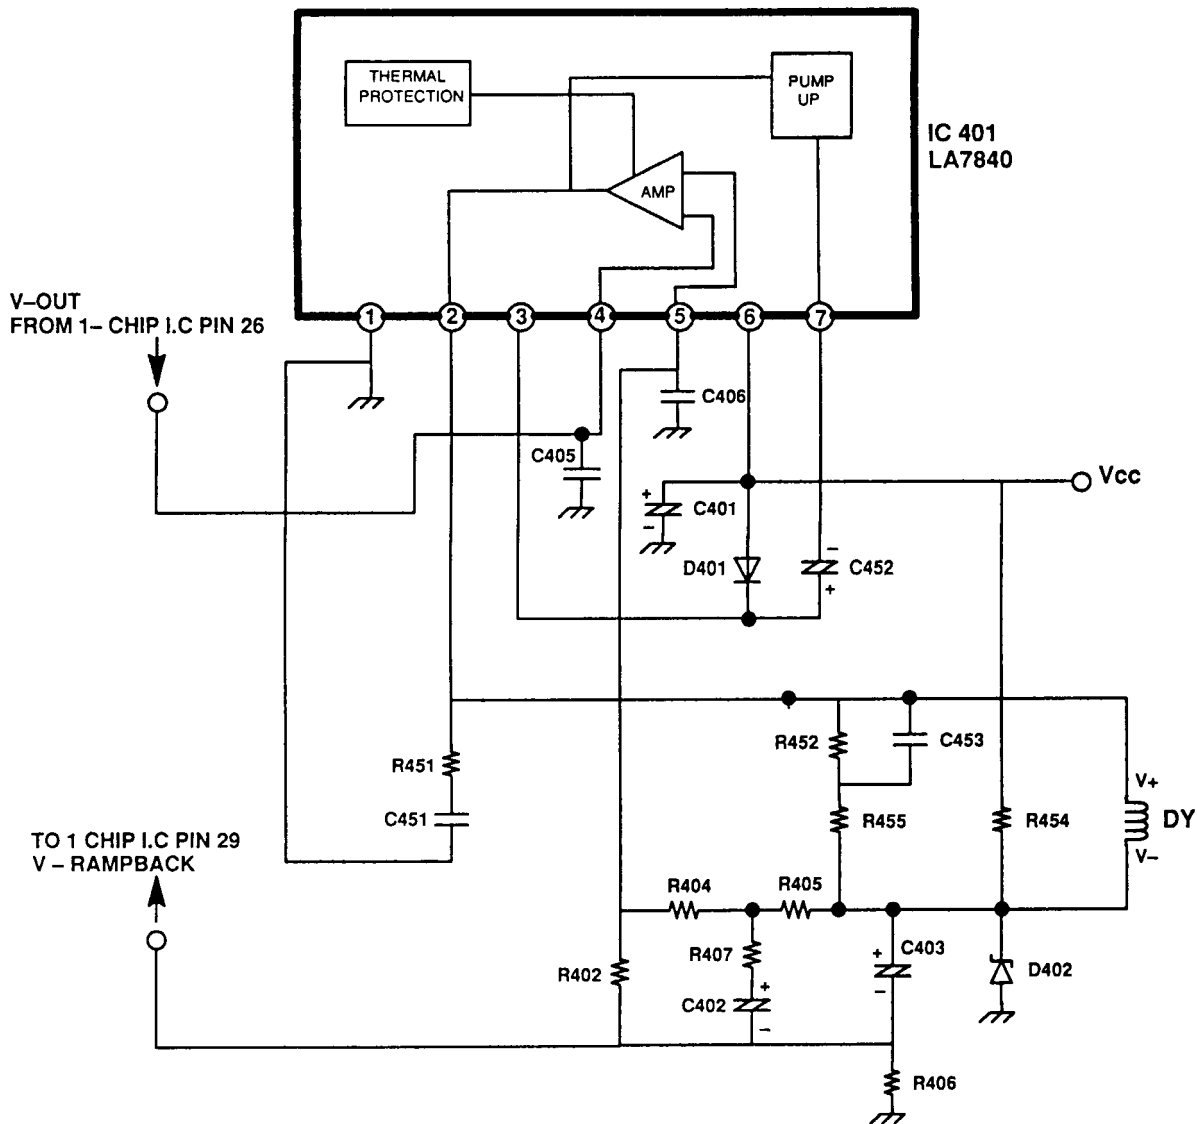 THERMAL
PROTECTION
PUMP
UP
IC 401
LA7840
AMP
V–OUT
FROM 1– CHIP I.C PIN 26
1
2
3
4
5
6
7
C406
C405
Vcc
+
C401
–
D401
–
C452
+
R452
C453
R451
V+
C451
R455
R454
DY
V–
TO 1 CHIP I.C PIN 29
V – RAMPBACK
R404
R405
R407
+
C403
–
D402
R402
+
C402
–
R406